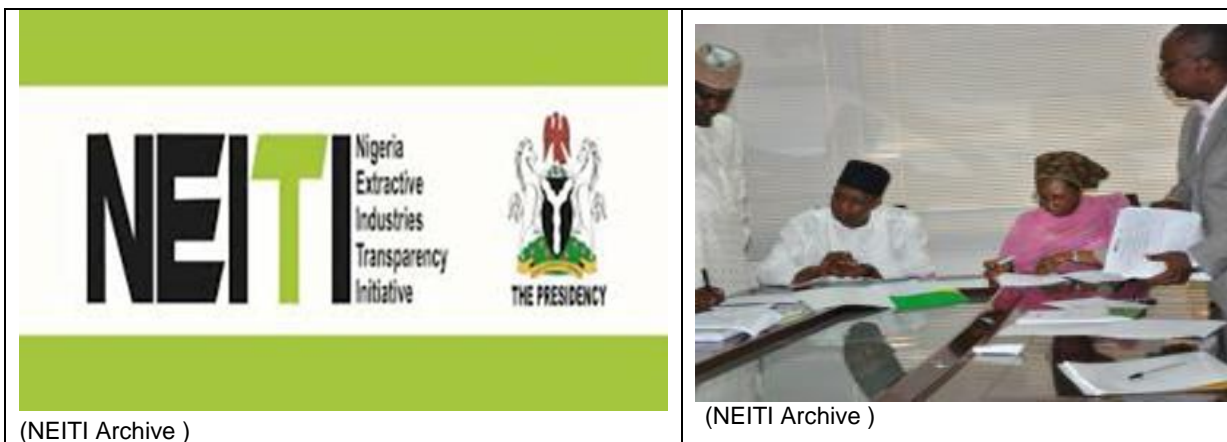 NEITI
Nigeria
Extractive
Industries
Transparency
Initiative
THE PRESIDENCY
(NEITI Archive )
(NEITI Archive )